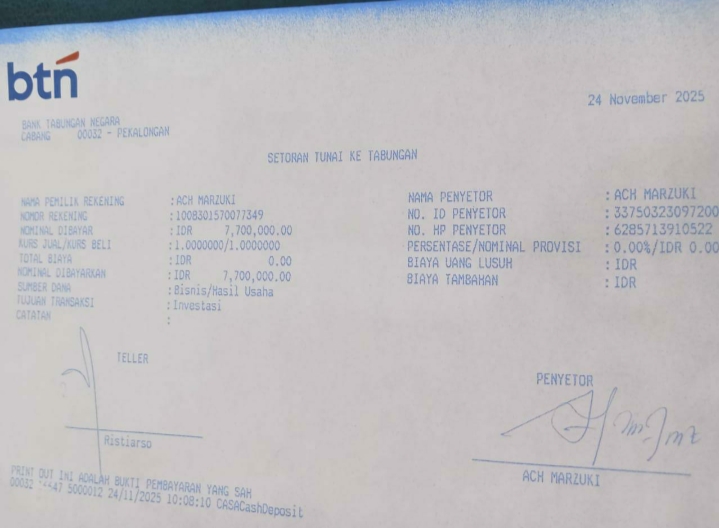 btn
24 November 2025
BANK TABUNGAN NEGARA
CABANG 00032 - PEKALONGAN
SETORAN TUNAI KE TABUNGAN
NAMA PEMILIK REKENING : ACH MARZUKI
NOMOR REKENING : 1008301570077349
NOMINAL DIBAYAR : IDR 7,700,000.00
KURS JUAL/KURS BELI : 1.0000000/1.0000000
TOTAL BIAYA : IDR 0.00
NOMINAL DIBAYARKAN : IDR 7,700,000.00
SUMBER DANA : Bisnis/Hasil Usaha
TUJUAN TRANSAKSI : Investasi
CATATAN :
NAMA PENYETOR : ACH MARZUKI
NO. ID PENYETOR : 33750323097200
NO. HP PENYETOR : 6285713910522
PERSENTASE/NOMINAL PROVISI : 0.00%/IDR 0.00
BIAYA UANG LUSUH : IDR
BIAYA TAMBAHAN : IDR
TELLER
Ristiarso
PENYETOR
ACH MARZUKI
PRINT OUT INI ADALAH BUKTI PEMBAYARAN YANG SAH
00032 5000012 24/11/2025 10:08:10 CASACashDeposit